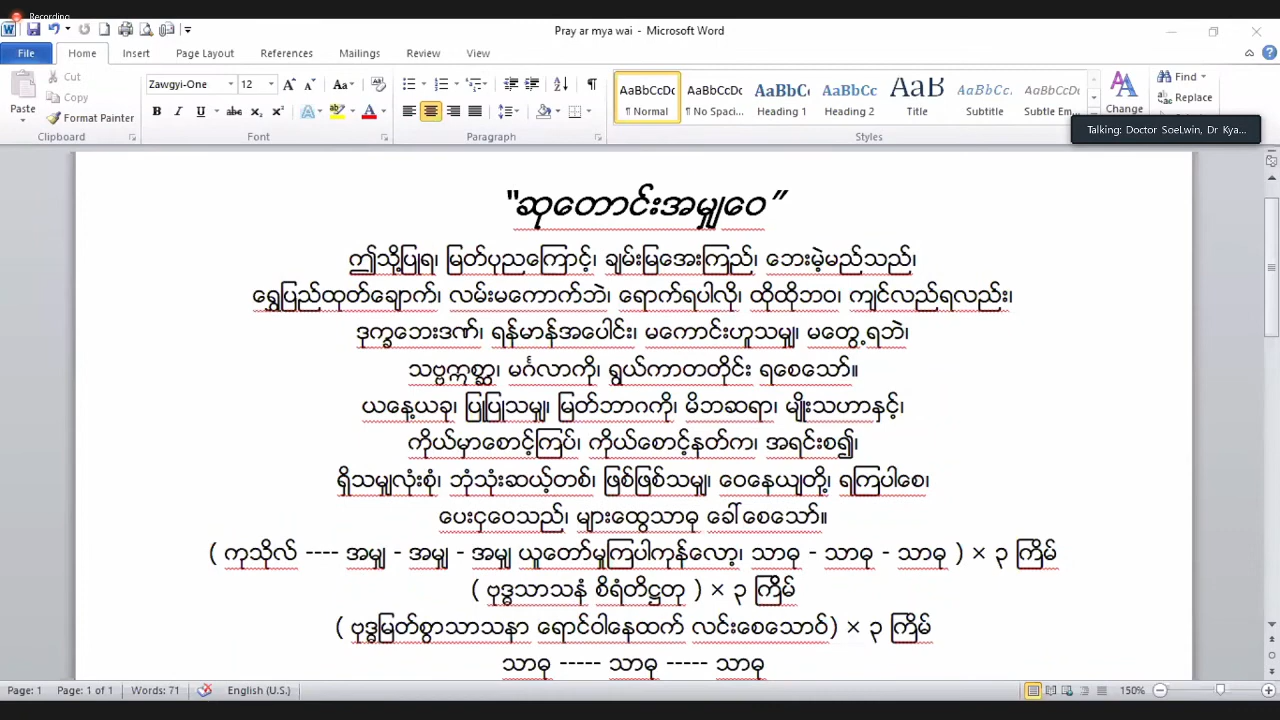 Recording
Pray ar mya wai - Microsoft Word
File Home Insert Page Layout References Mailings Review View
Cut
Copy
Format Painter
Paste
Clipboard
Zawgyi-One 12
Font
Paragraph
AaBbCcDc AaBbCcDc AaBbCc AaBbCc AaB AaBbCc. AaBbCcDc
¶ Normal ¶ No Spaci... Heading 1 Heading 2 Title Subtitle Subtle Em...
Change
Styles
Find
Replace
Talking: Doctor SoeLwin, Dr Kya...
"ဆုတောင်းအမျှဝေ"
ဤသို့ပြုရ၊ မြတ်ပုညကြောင့်၊ ချမ်းမြအေးကြည်၊ ဘေးမဲ့မည်သည်၊
ရွှေပြည်ထုတ်ချောက်၊ လမ်းမကောက်ဘဲ၊ ရောက်ရပါလို၊ ထိုထိုဘဝ၊ ကျင်လည်ရလည်း၊
ဒုက္ခဘေးဒဏ်၊ ရန်မာန်အပေါင်း၊ မကောင်းဟူသမျှ၊ မတွေ့ရဘဲ၊
သဗ္ဗဣစ္ဆာ၊ မင်္ဂလာကို၊ ရွယ်ကာတတိုင်း ရစေသော်။
ယနေ့ယခု၊ ပြုပြုသမျှ၊ မြတ်ဘာဂကို၊ မိဘဆရာ၊ မျိုးသဟာနှင့်၊
ကိုယ်မှာစောင့်ကြပ်၊ ကိုယ်စောင့်နတ်က၊ အရင်းစ၍၊
ရှိသမျှလုံးစုံ၊ ဘုံသုံးဆယ့်တစ်၊ ဖြစ်ဖြစ်သမျှ၊ ဝေနေယျတို့၊ ရကြပါစေ၊
ပေးငှဝေသည်၊ များထွေသာဓု ခေါ်စေသော်။
( ကုသိုလ် ---- အမျှ - အမျှ - အမျှ ယူတော်မူကြပါကုန်လော့၊ သာဓု - သာဓု - သာဓု ) × ၃ ကြိမ်
( ဗုဒ္ဓသာသနံ စိရံတိဋ္ဌတု ) × ၃ ကြိမ်
( ဗုဒ္ဓမြတ်စွာသာသနာ ရောင်ဝါနေထက် လင်းစေသောဝ်) × ၃ ကြိမ်
သာဓု ----- သာဓု ----- သာဓု
Page: 1 Page: 1 of 1 Words: 71 English (U.S.) 150%